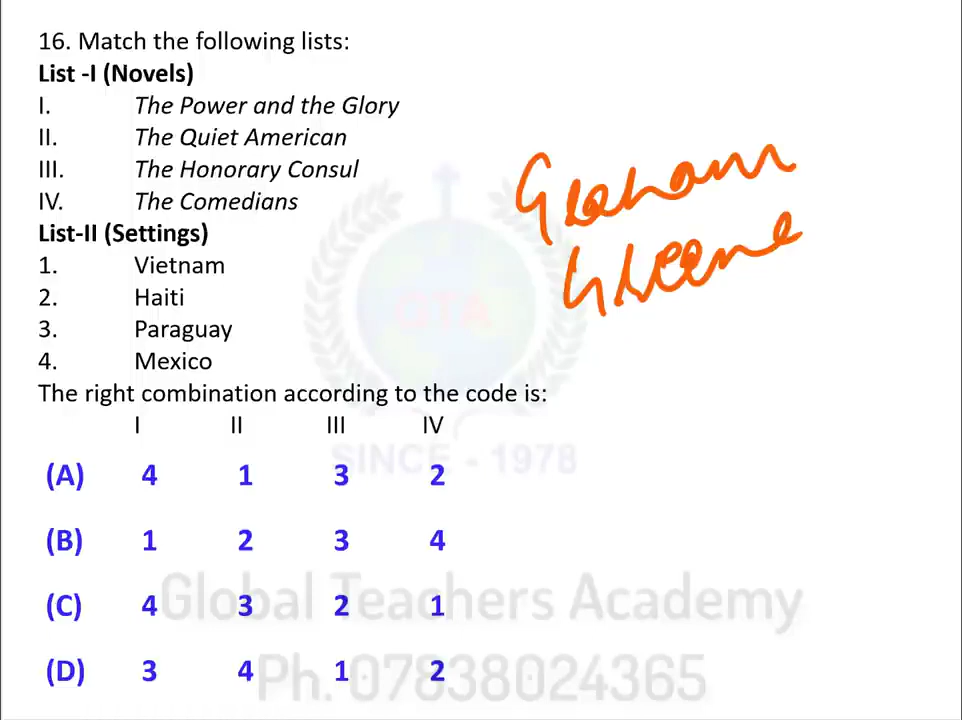 16. Match the following lists:
List -I (Novels)
I. The Power and the Glory
II. The Quiet American
III. The Honorary Consul
IV. The Comedians
List-II (Settings)
1. Vietnam
2. Haiti
3. Paraguay
4. Mexico
The right combination according to the code is:
I II III IV
(A) 4 1 3 2
(B) 1 2 3 4
(C) 4 3 2 1
(D) 3 4 1 2
Graham
Greene
GTA
SINCE - 1978
Global Teachers Academy
Ph. 07838024365